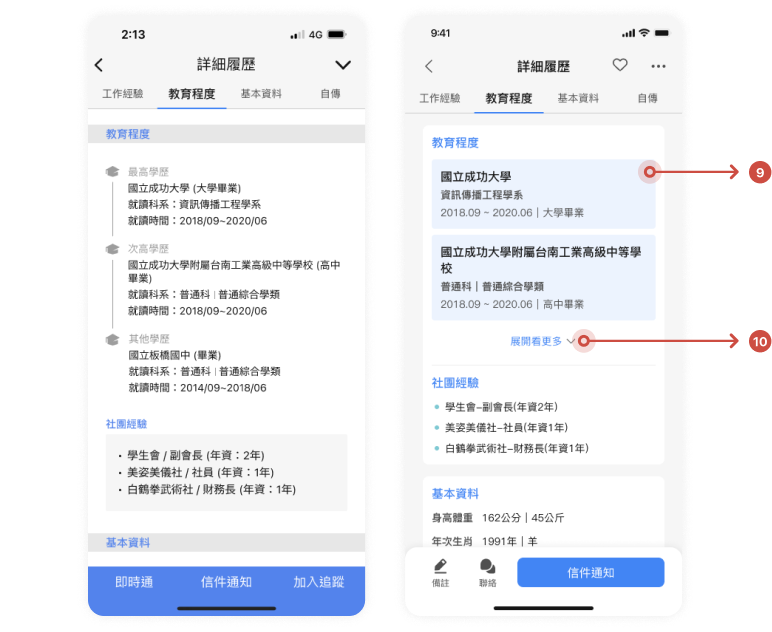 2:13
4G
詳細履歷
工作經驗
教育程度
基本資料
自傳
教育程度
最高學歷
國立成功大學 (大學畢業)
就讀科系：資訊傳播工程學系
就讀時間：2018/09~2020/06
次高學歷
國立成功大學附屬台南工業高級中等學校 (高中
畢業)
就讀科系：普通科 | 普通綜合學類
就讀時間：2018/09~2020/06
其他學歷
國立板橋國中 (畢業)
就讀科系：普通科 | 普通綜合學類
就讀時間：2014/09~2018/06
社團經驗
・學生會 / 副會長 (年資：2年)
・美姿美儀社 / 社員 (年資：1年)
・白鶴拳武術社 / 財務長 (年資：1年)
基本資料
即時通
信件通知
加入追蹤
9:41
詳細履歷
工作經驗
教育程度
基本資料
自傳
教育程度
國立成功大學
資訊傳播工程學系
2018.09 ~ 2020.06 | 大學畢業
國立成功大學附屬台南工業高級中等學
校
普通科 | 普通綜合學類
2018.09 ~ 2020.06 | 高中畢業
展開看更多
社團經驗
學生會–副會長(年資2年)
美姿美儀社–社員(年資1年)
白鶴拳武術社–財務長(年資1年)
基本資料
身高體重 162公分 | 45公斤
年次生肖 1991年 | 羊
備註
聯絡
信件通知
9
10